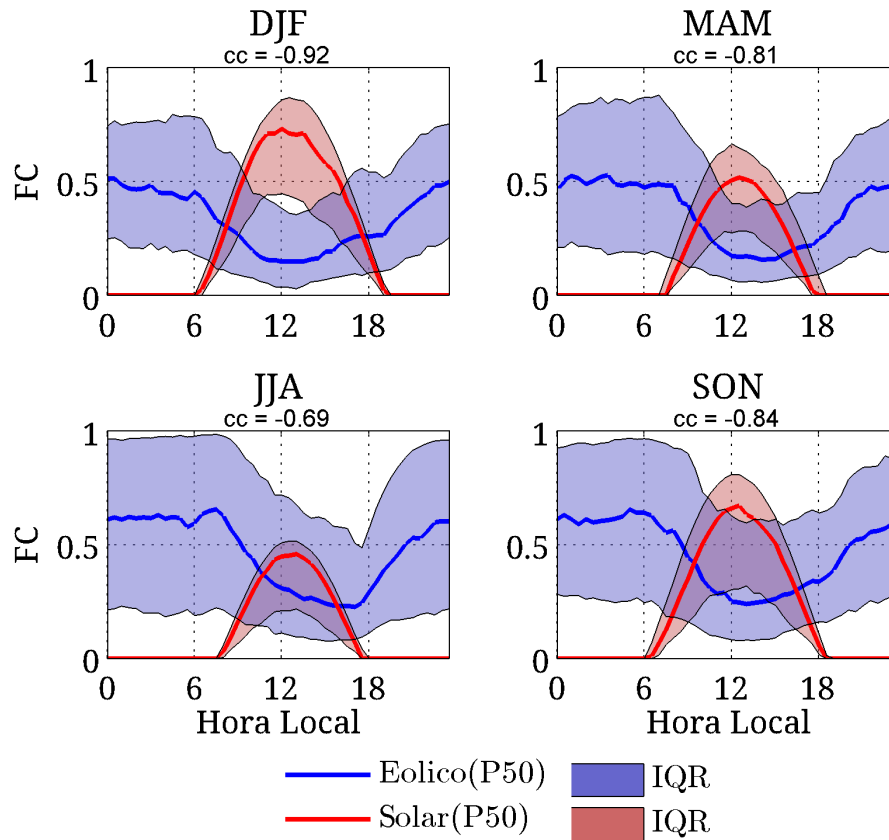 DJF
cc = -0.92
MAM
cc = -0.81
1
0.5
0
FC
0 6 12 18
1
0.5
0
0 6 12 18
JJA
cc = -0.69
SON
cc = -0.84
1
0.5
0
FC
0 6 12 18
Hora Local
1
0.5
0
0 6 12 18
Hora Local
Eolico(P50)
IQR
Solar(P50)
IQR